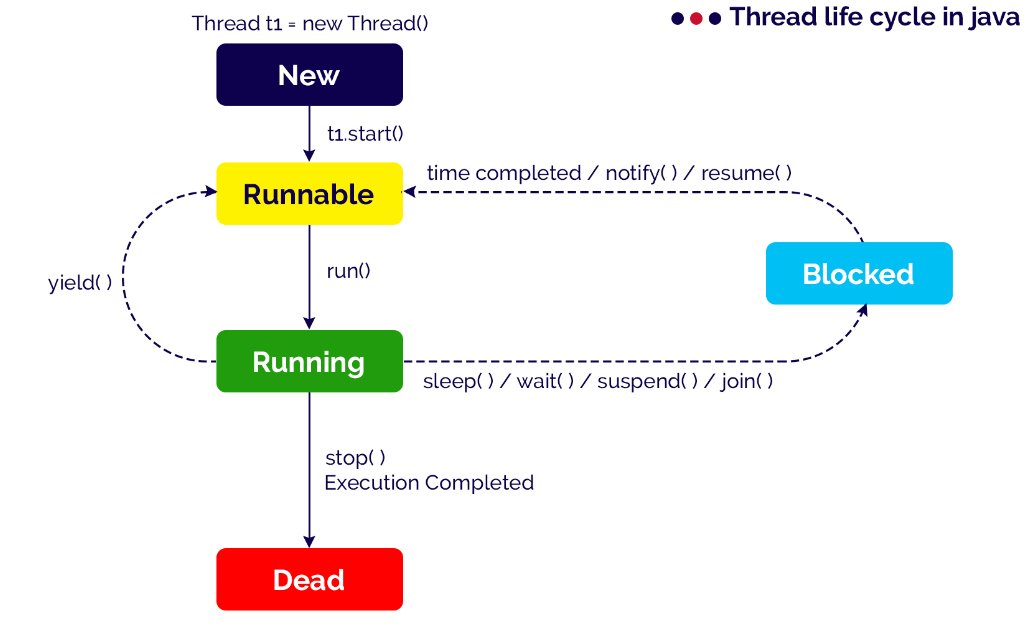 Thread life cycle in java
Thread t1 = new Thread()
New
t1.start()
Runnable
time completed / notify( ) / resume( )
Blocked
yield( )
run()
Running
sleep( ) / wait( ) / suspend( ) / join( )
stop( )
Execution Completed
Dead